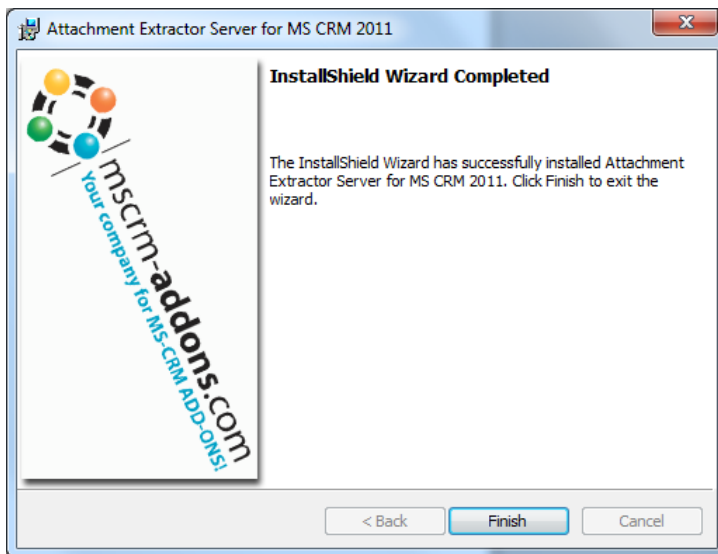 Attachment Extractor Server for MS CRM 2011
InstallShield Wizard Completed
The InstallShield Wizard has successfully installed Attachment
Extractor Server for MS CRM 2011. Click Finish to exit the
wizard.
mscrm-addons.com
Your company for MS-CRM ADD-ONS!
< Back
Finish
Cancel